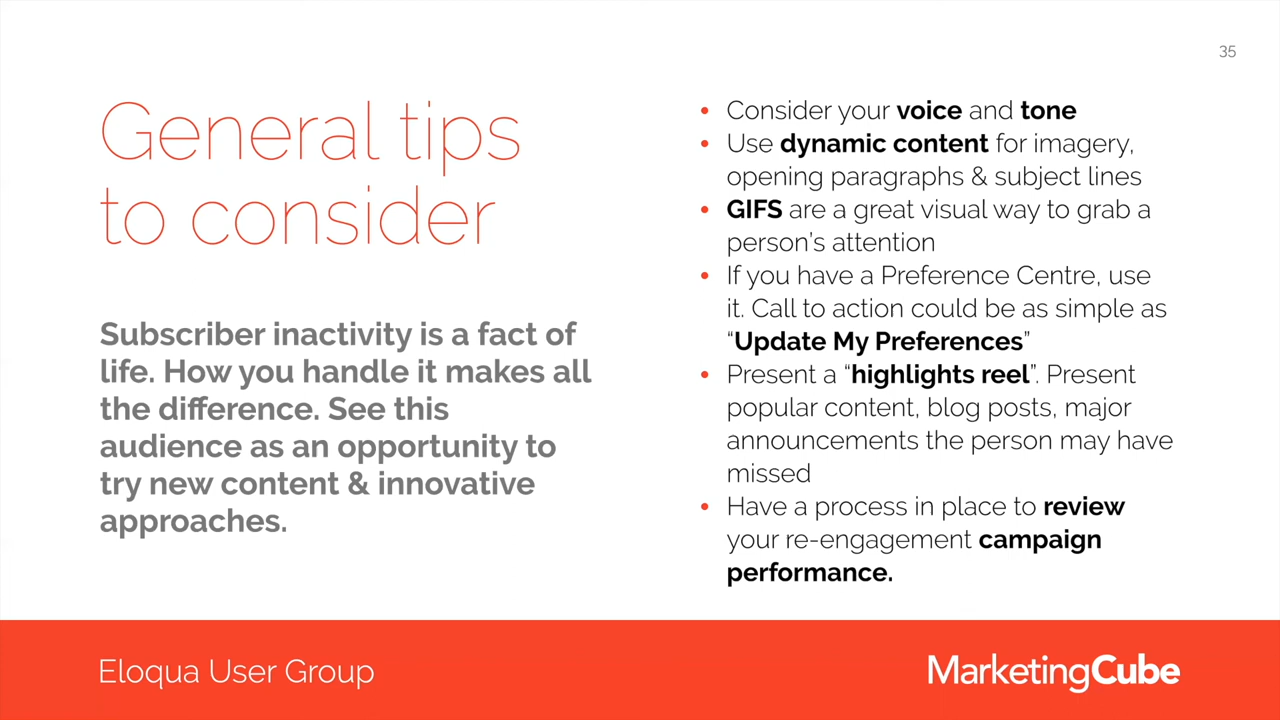 35
General tips
to consider
Subscriber inactivity is a fact of
life. How you handle it makes all
the difference. See this
audience as an opportunity to
try new content & innovative
approaches.
• Consider your voice and tone
• Use dynamic content for imagery,
opening paragraphs & subject lines
• GIFS are a great visual way to grab a
person’s attention
• If you have a Preference Centre, use
it. Call to action could be as simple as
“Update My Preferences”
• Present a “highlights reel”. Present
popular content, blog posts, major
announcements the person may have
missed
• Have a process in place to review
your re-engagement campaign
performance.
Eloqua User Group
MarketingCube